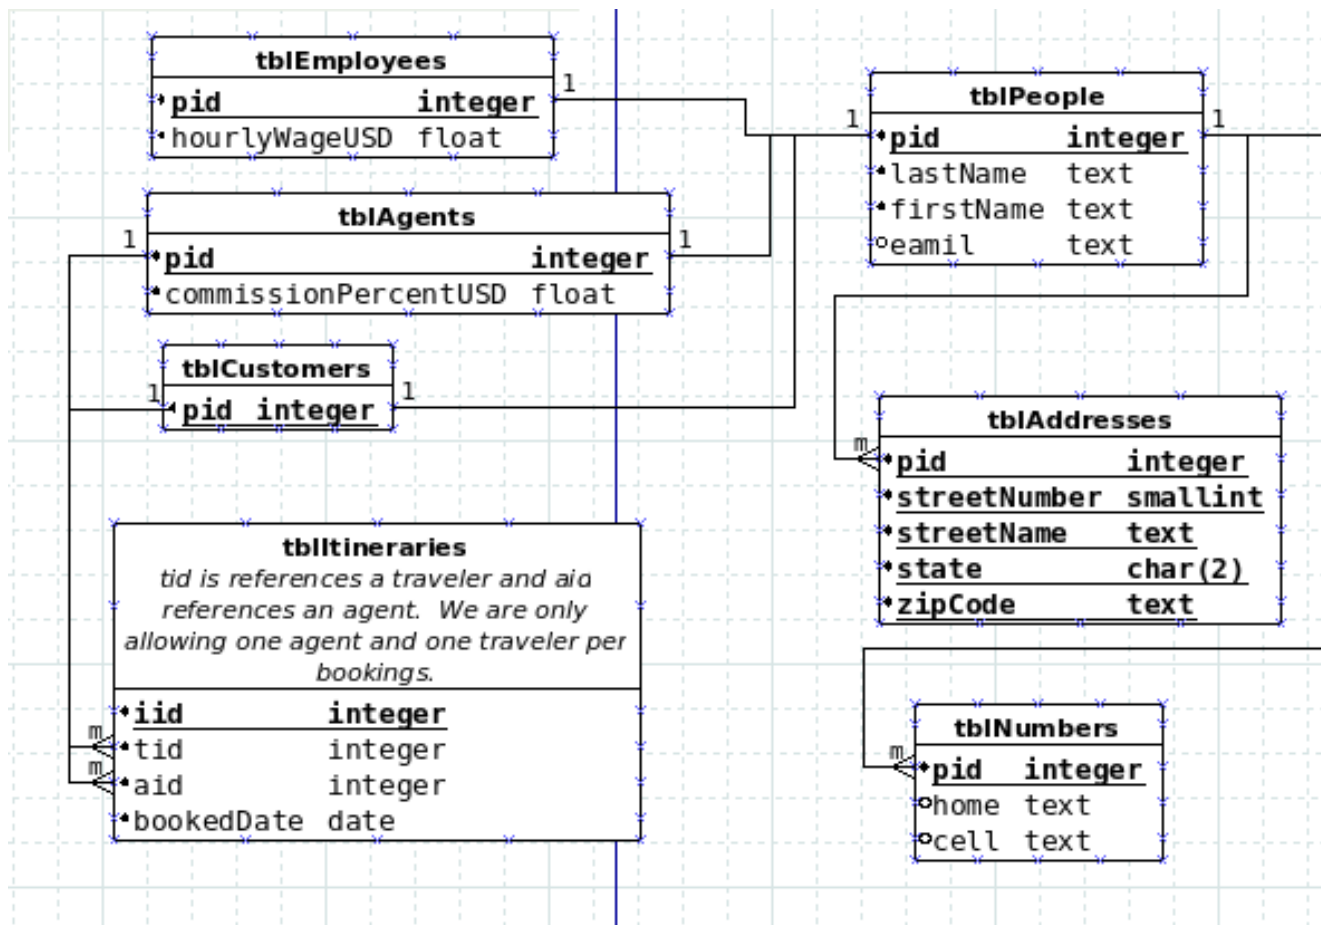 tblEmployees
1
pid integer
hourlyWageUSD float
tblPeople
1
1
pid integer
lastName text
firstName text
eamil text
tblAgents
1
1
pid integer
commissionPercentUSD float
tblCustomers
1
1
pid integer
tblAddresses
m
pid integer
streetNumber smallint
streetName text
state char(2)
zipCode text
tblItineraries
tid is references a traveler and aid
references an agent. We are only
allowing one agent and one traveler per
bookings.
iid integer
m
tid integer
m
aid integer
bookedDate date
tblNumbers
m
pid integer
home text
cell text